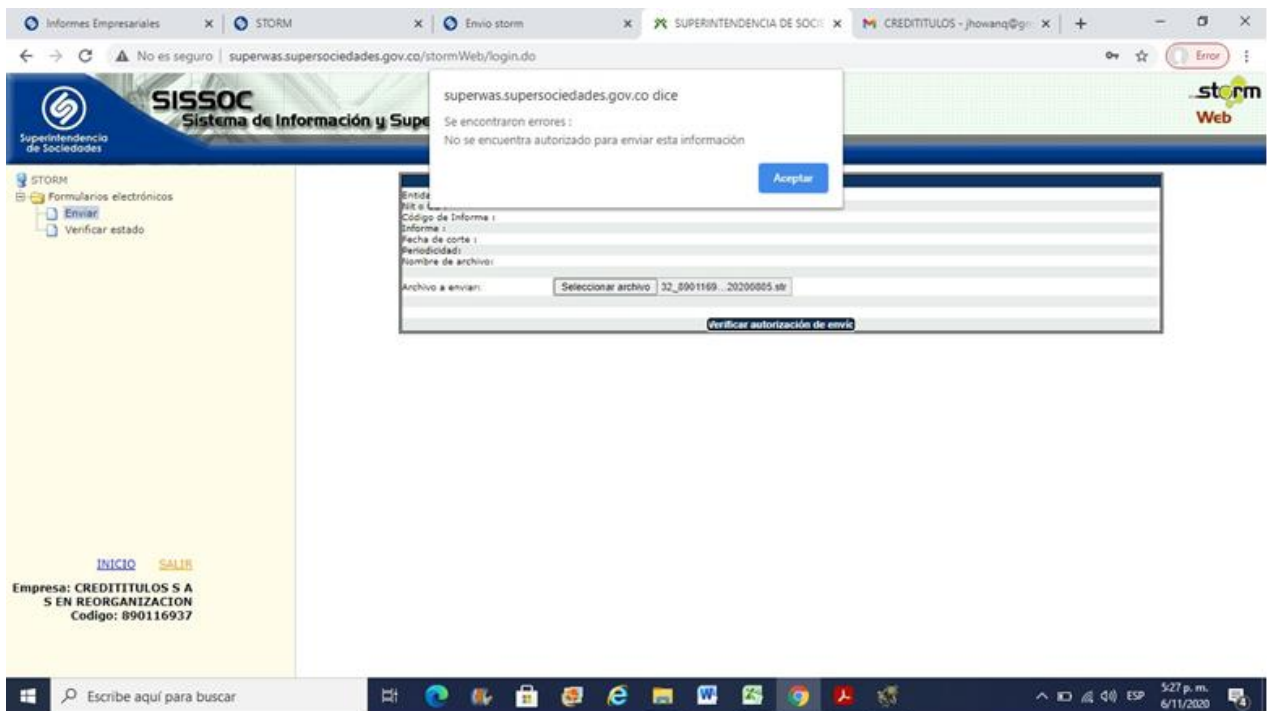 Informes Empresariales
STORM
Envio storm
SUPERINTENDENCIA DE SOCI
CREDITITULOS - jhowanq@g
No es seguro | superwas.supersociedades.gov.co/stormWeb/login.do
Error
Superintendencia
de Sociedades
SISSOC
Sistema de Información y Supe
storm
Web
superwas.supersociedades.gov.co dice
Se encontraron errores :
No se encuentra autorizado para enviar esta información
Aceptar
STORM
Formularios electrónicos
Enviar
Verificar estado
Entida
Nit o
Código de Informe :
Informe :
Fecha de corte :
Periodicidad:
Nombre de archivo:
Archivo a enviar:
Seleccionar archivo 32_8901169...20200805.str
Verificar autorización de envío
INICIO SALIR
Empresa: CREDITITULOS S A
S EN REORGANIZACION
Codigo: 890116937
Escribe aquí para buscar
ESP
5:27 p. m.
6/11/2020